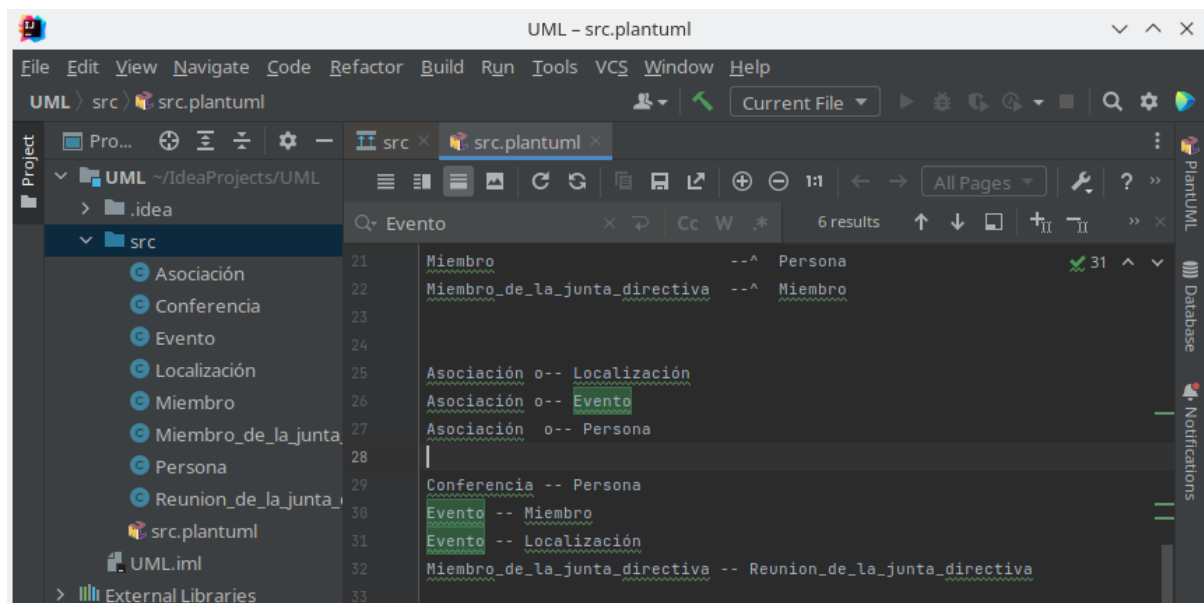 UML – src.plantuml
File Edit View Navigate Code Refactor Build Run Tools VCS Window Help
UML src src.plantuml
Current File
Project
Pro...
src
src.plantuml
UML ~/IdeaProjects/UML
.idea
src
Asociación
Conferencia
Evento
Localización
Miembro
Miembro_de_la_junta_
Persona
Reunion_de_la_junta_
src.plantuml
UML.iml
External Libraries
1:1
All Pages
?
Evento
Cc W .*
6 results
31
21 Miembro --^ Persona
22 Miembro_de_la_junta_directiva --^ Miembro
23
24
25 Asociación o-- Localización
26 Asociación o-- Evento
27 Asociación o-- Persona
28
29 Conferencia -- Persona
30 Evento -- Miembro
31 Evento -- Localización
32 Miembro_de_la_junta_directiva -- Reunion_de_la_junta_directiva
33
PlantUML
Database
Notifications